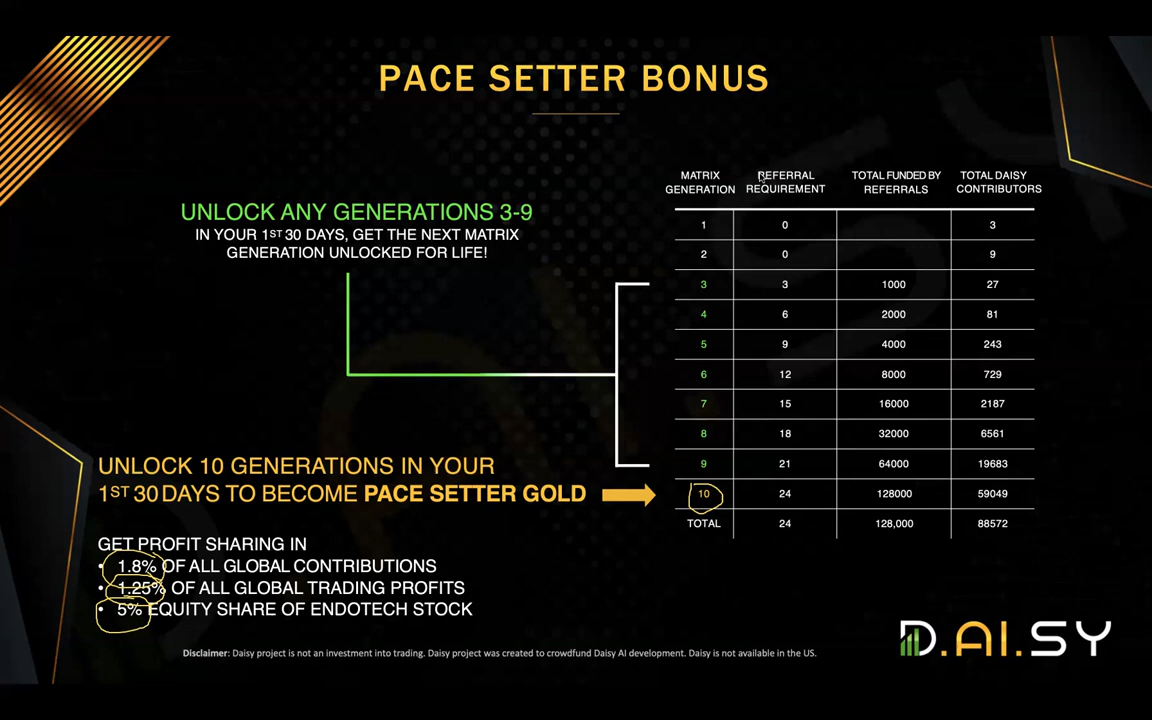 PACE SETTER BONUS
UNLOCK ANY GENERATIONS 3-9
IN YOUR 1ST 30 DAYS, GET THE NEXT MATRIX
GENERATION UNLOCKED FOR LIFE!
MATRIX GENERATION REFERRAL REQUIREMENT TOTAL FUNDED BY REFERRALS TOTAL DAISY CONTRIBUTORS
1 0 3
2 0 9
3 3 1000 27
4 6 2000 81
5 9 4000 243
6 12 8000 729
7 15 16000 2187
8 18 32000 6561
9 21 64000 19683
10 24 128000 59049
TOTAL 24 128,000 88572
UNLOCK 10 GENERATIONS IN YOUR
1ST 30 DAYS TO BECOME PACE SETTER GOLD
GET PROFIT SHARING IN
• 1.8% OF ALL GLOBAL CONTRIBUTIONS
• 1.25% OF ALL GLOBAL TRADING PROFITS
• 5% EQUITY SHARE OF ENDOTECH STOCK
Disclaimer: Daisy project is not an investment into trading. Daisy project was created to crowdfund Daisy AI development. Daisy is not available in the US.
D.AI.SY